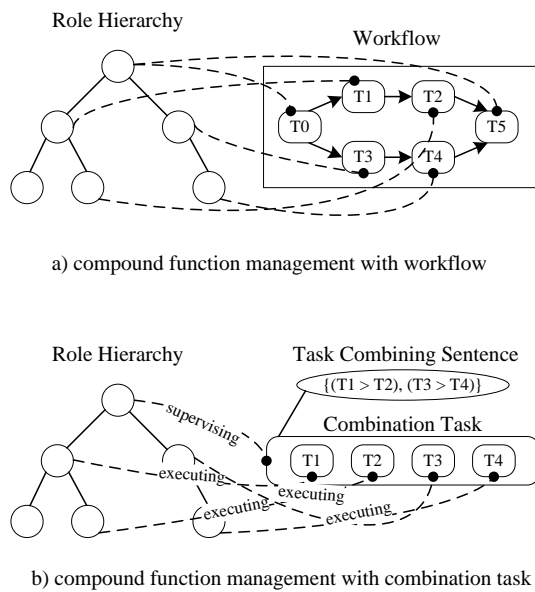 Role Hierarchy
Workflow
T1
T2
T0
T5
T3
T4
a) compound function management with workflow
Role Hierarchy
Task Combining Sentence
{(T1 > T2), (T3 > T4)}
supervising
Combination Task
T1
T2
T3
T4
executing
executing
executing
executing
b) compound function management with combination task